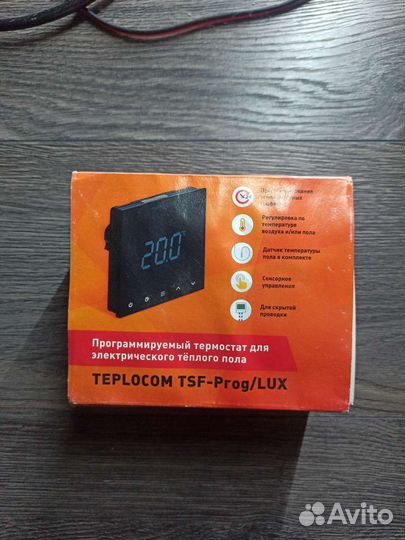 20.0
температурных
Регулировка по
температуре
воздуха и/или пола
Датчик температуры
пола в комплекте
Сенсорное
управление
Для скрытой
проводки
Программируемый термостат для
электрического тёплого пола
TEPLOCOM TSF-Prog/LUX
Avito